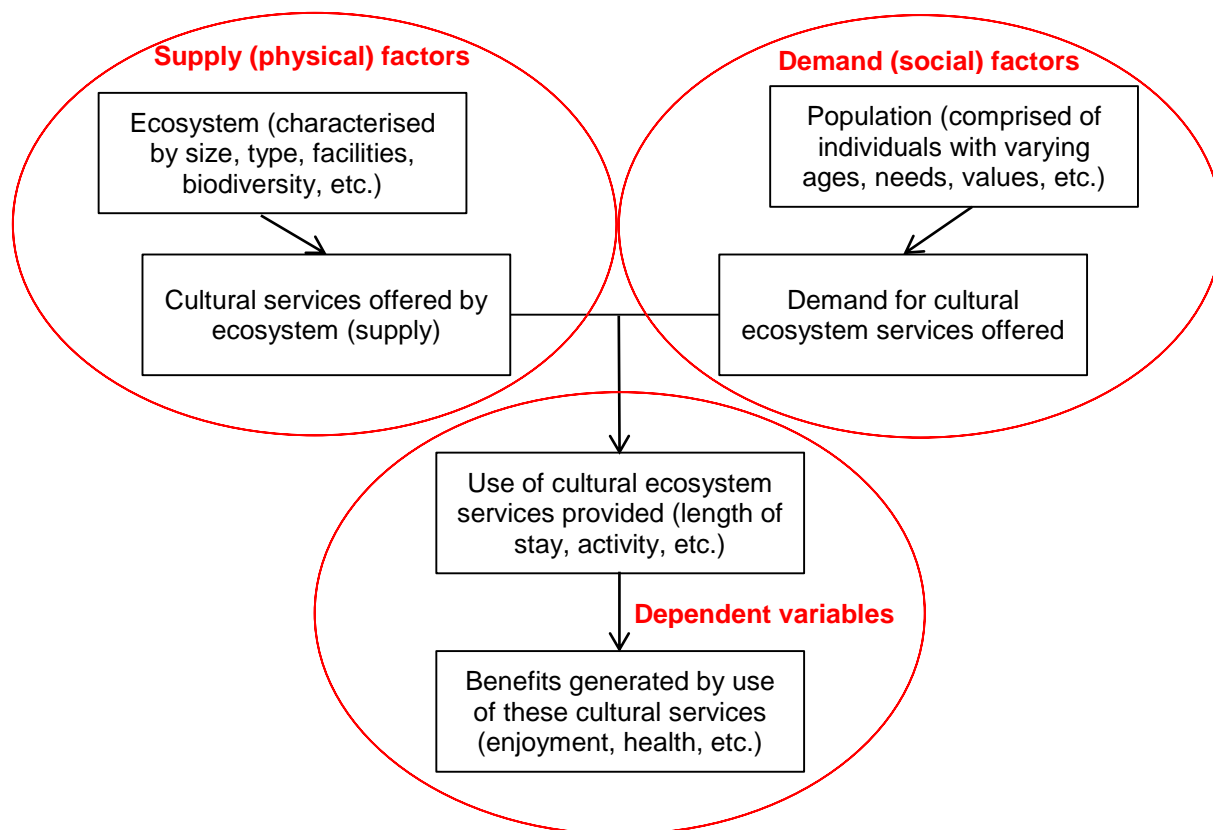 Supply (physical) factors
Ecosystem (characterised
by size, type, facilities,
biodiversity, etc.)
Cultural services offered by
ecosystem (supply)
Demand (social) factors
Population (comprised of
individuals with varying
ages, needs, values, etc.)
Demand for cultural
ecosystem services offered
Use of cultural ecosystem
services provided (length of
stay, activity, etc.)
Dependent variables
Benefits generated by use
of these cultural services
(enjoyment, health, etc.)